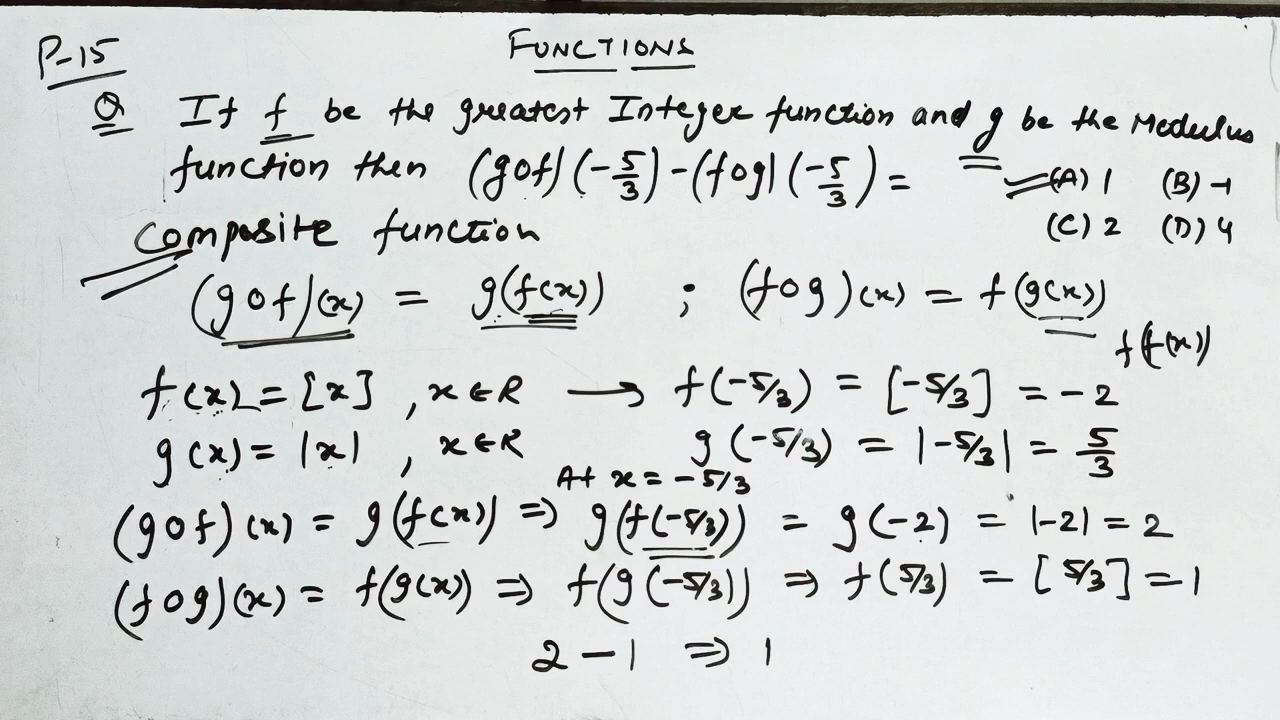 P-15
FUNCTIONS
Q If f be the greatest Integer function and g be the Modulus
function then (gof)(-5/3) - (fog)(-5/3) =
(A) 1 (B) -1
(C) 2 (D) 4
Composite function
(gof)(x) = g(f(x)) ; (fog)(x) = f(g(x))
f(f(x))
f(x) = [x] , x ∈ R → f(-5/3) = [-5/3] = -2
g(x) = |x| , x ∈ R g(-5/3) = |-5/3| = 5/3
At x = -5/3
(gof)(x) = g(f(x)) ⇒ g(f(-5/3)) = g(-2) = |-2| = 2
(fog)(x) = f(g(x)) ⇒ f(g(-5/3)) ⇒ f(5/3) = [5/3] = 1
2 - 1 ⇒ 1